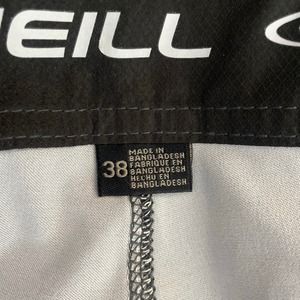 NEILL
38
MADE IN
BANGLADESH
FABRIQUE EN
BANGLADESH
HECHO EN
BANGLADESH